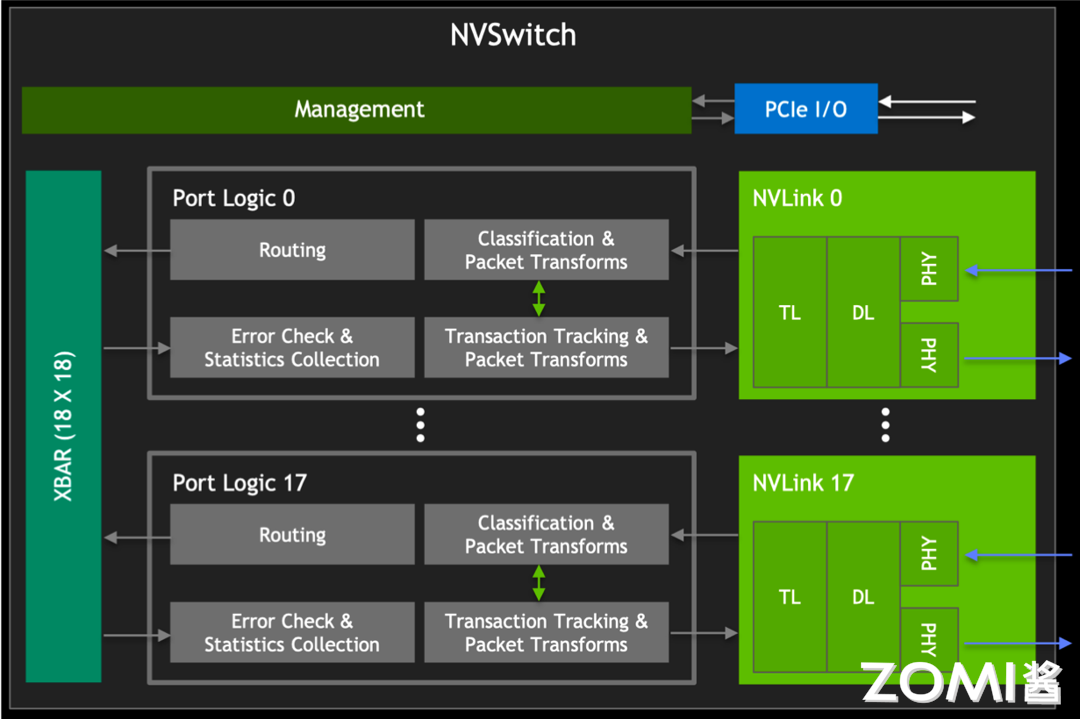 NVSwitch
Management
PCIe I/O
XBAR (18 X 18)
Port Logic 0
Routing
Classification &
Packet Transforms
Error Check &
Statistics Collection
Transaction Tracking &
Packet Transforms
NVLink 0
TL
DL
PHY
PHY
Port Logic 17
Routing
Classification &
Packet Transforms
Error Check &
Statistics Collection
Transaction Tracking &
Packet Transforms
NVLink 17
TL
DL
PHY
PHY
ZOMI酱